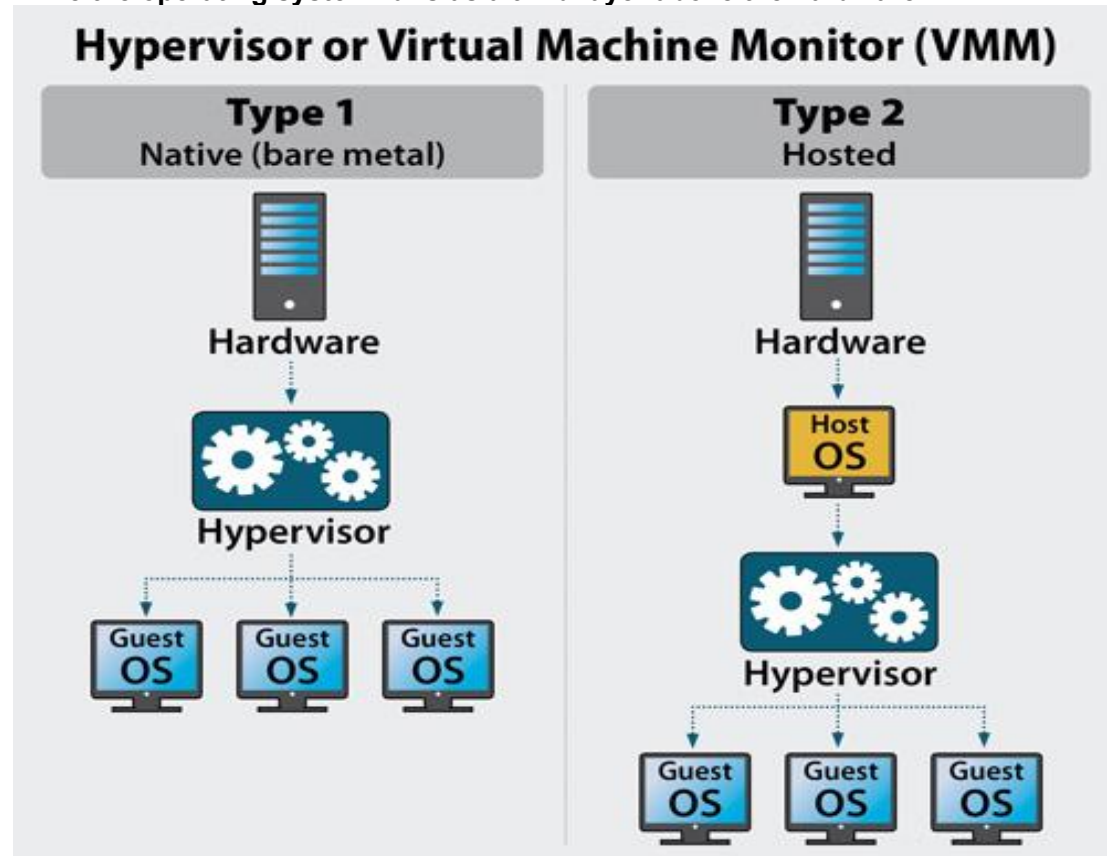 Hypervisor or Virtual Machine Monitor (VMM)
Type 1
Native (bare metal)
Hardware
Hypervisor
Guest
OS
Guest
OS
Guest
OS
Type 2
Hosted
Hardware
Host
OS
Hypervisor
Guest
OS
Guest
OS
Guest
OS